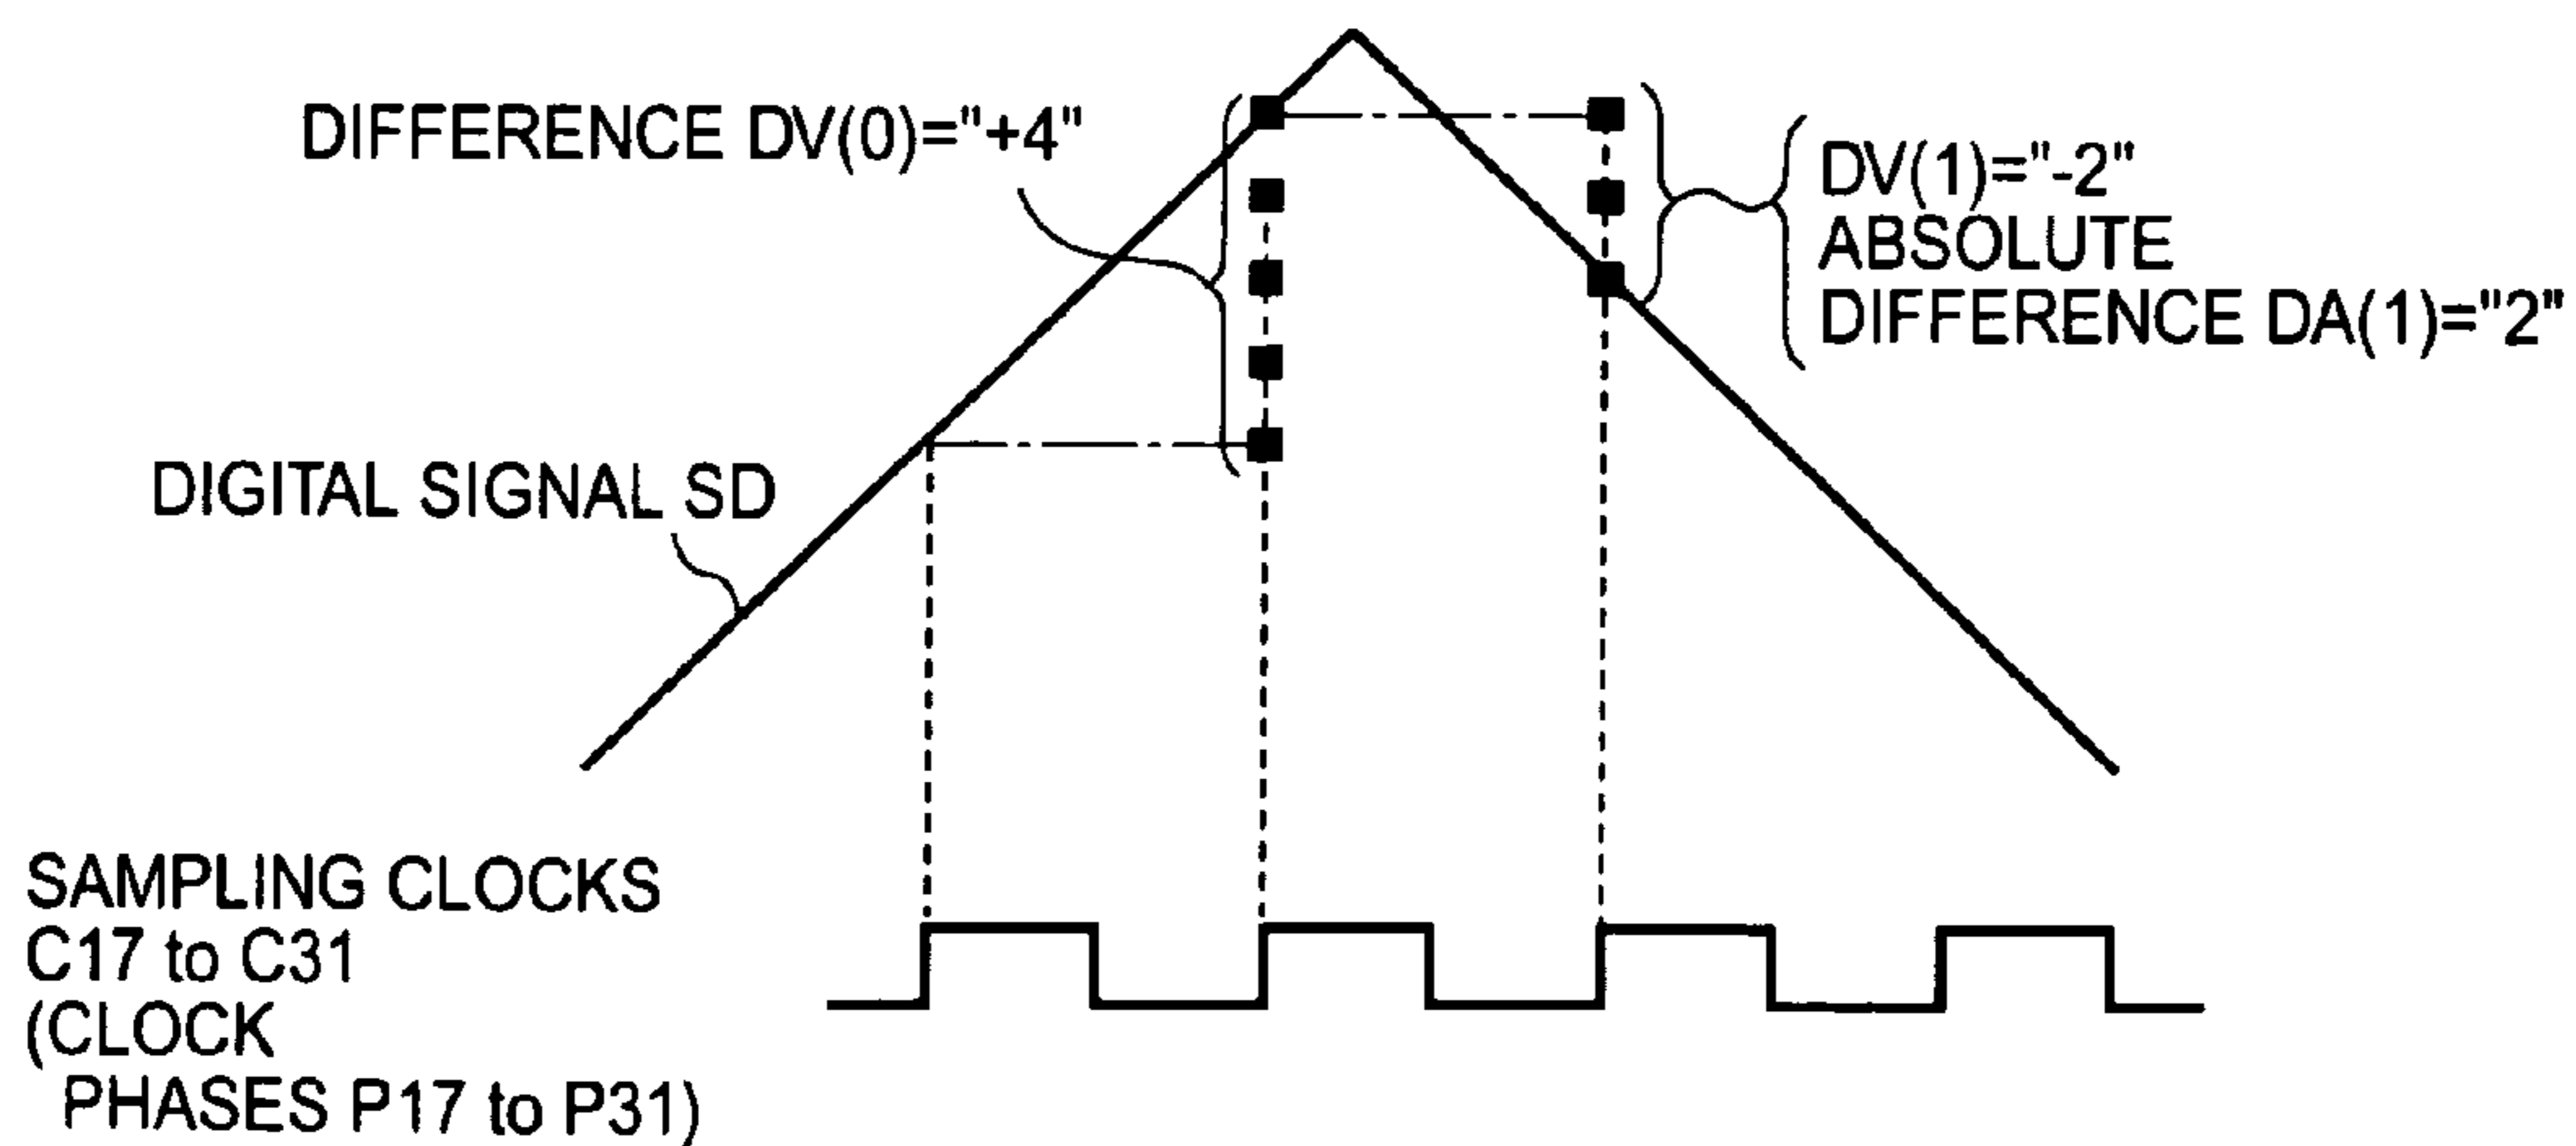 DIFFERENCE DV(0)="+4"
DV(1)="-2"
ABSOLUTE
DIFFERENCE DA(1)="2"
DIGITAL SIGNAL SD
SAMPLING CLOCKS
C17 to C31
(CLOCK
PHASES P17 to P31)